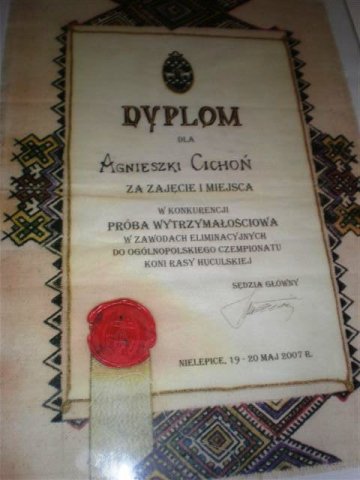 DYPLOM
DLA
AGNIESZKI CICHOŃ
ZA ZAJĘCIE I MIEJSCA
W KONKURENCJI
PRÓBA WYTRZYMAŁOŚCIOWA
W ZAWODACH ELIMINACYJNYCH
DO OGÓLNOPOLSKIEGO CZEMPIONATU
KONI RASY HUCULSKIEJ
SĘDZIA GŁÓWNY
NIELEPICE, 19 - 20 MAJ 2007 R.